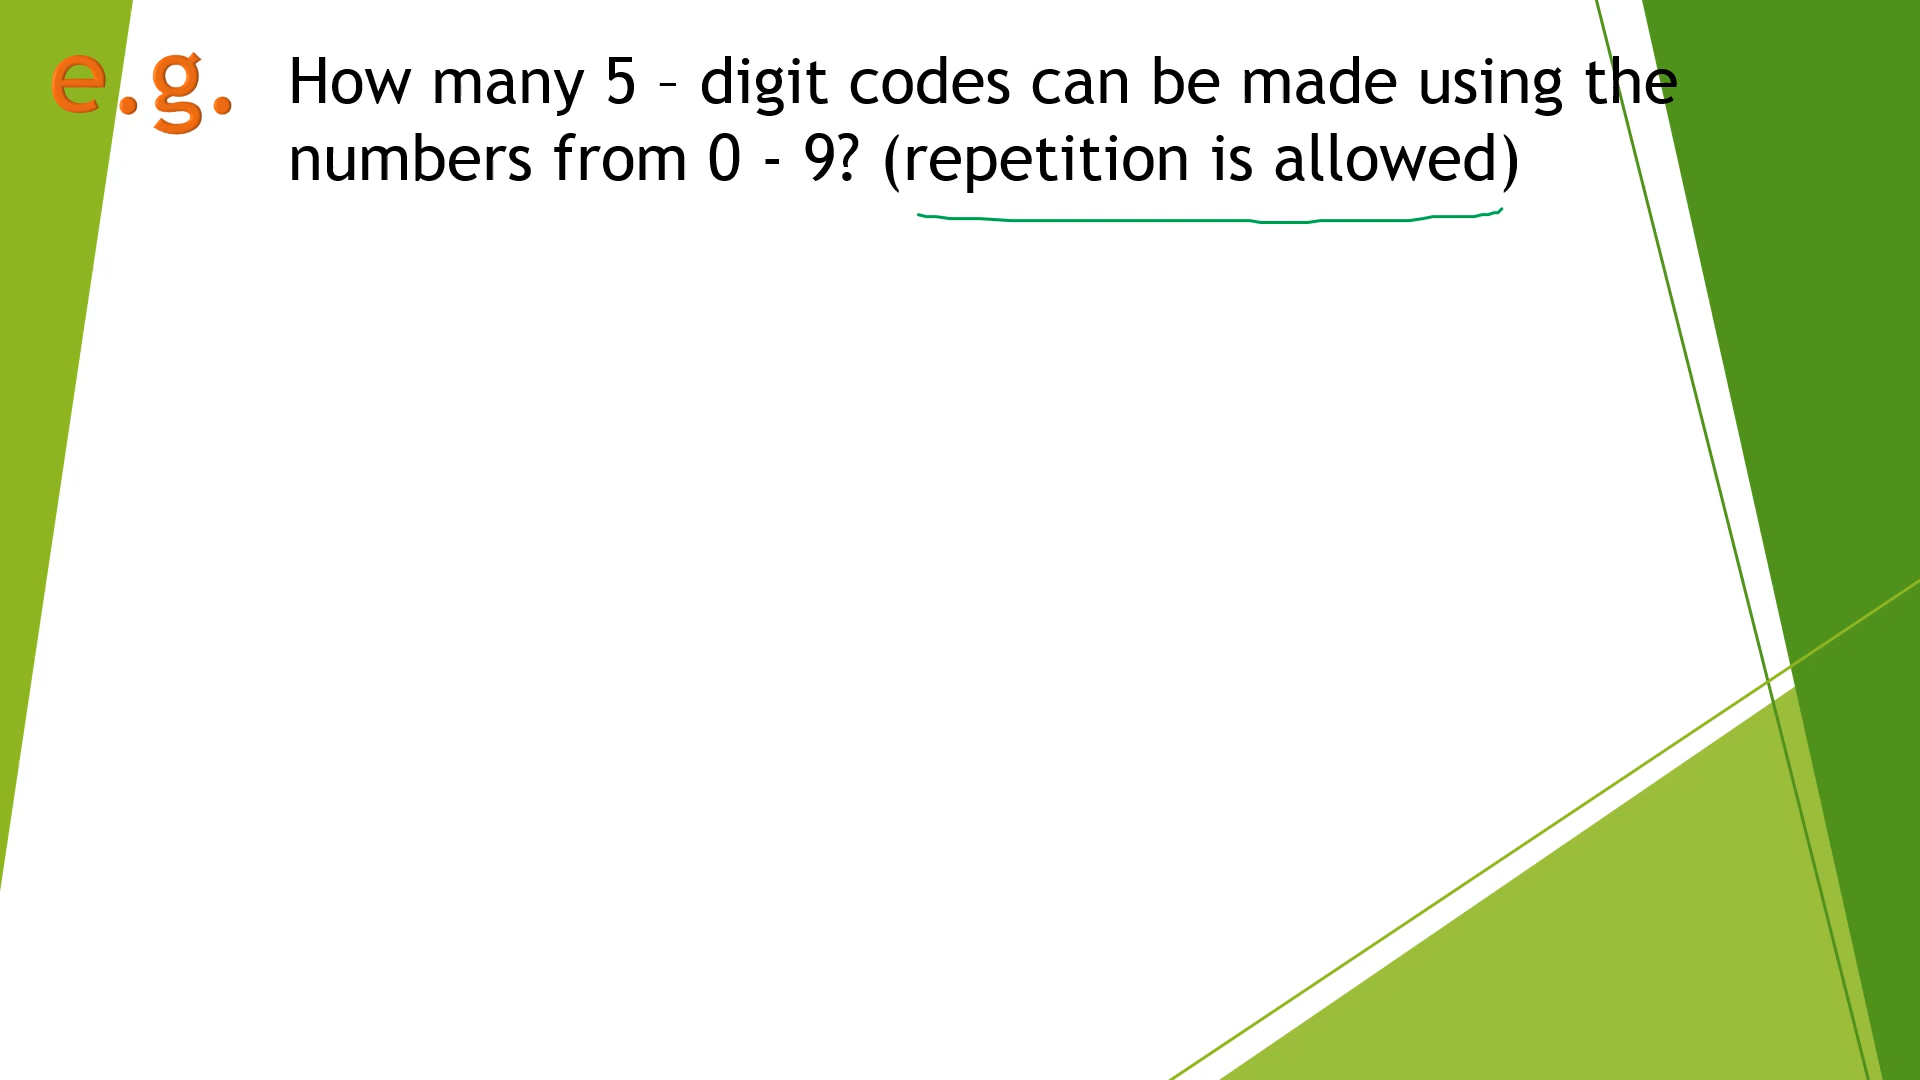 e.g. How many 5 – digit codes can be made using the
numbers from 0 - 9? (repetition is allowed)